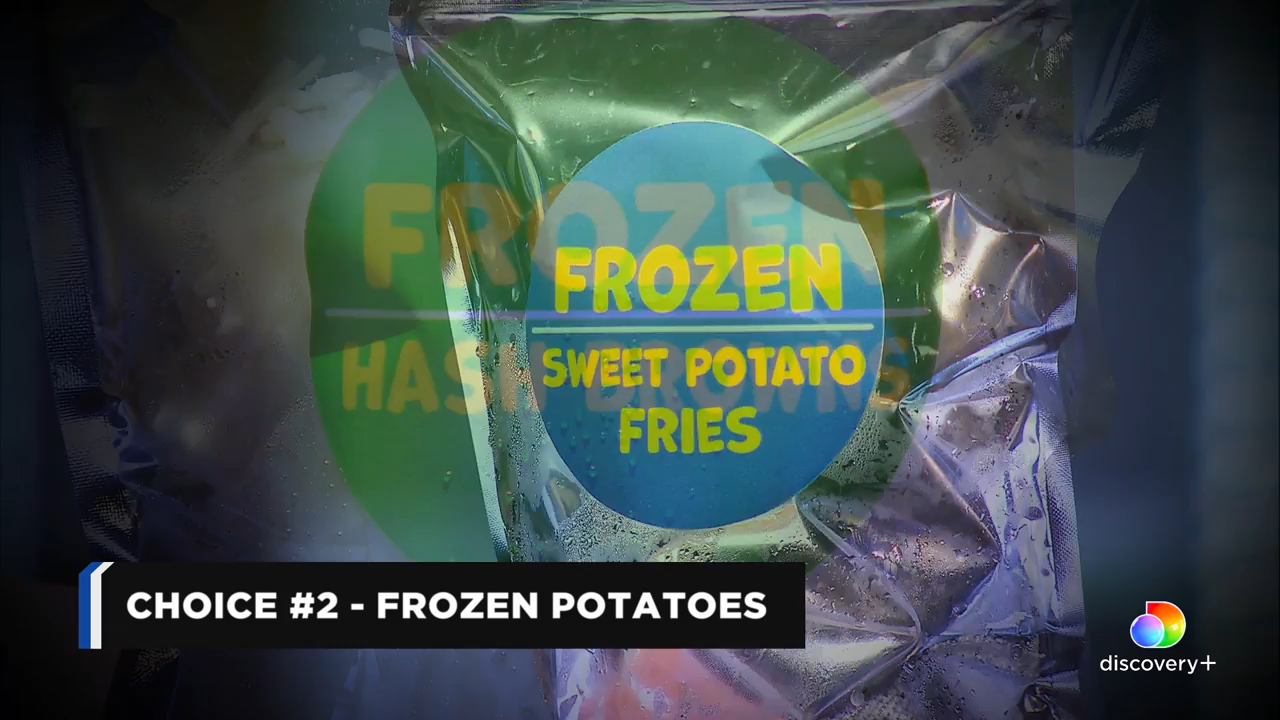 FROZEN
HASH BROWNS
FROZEN
SWEET POTATO
FRIES
CHOICE #2 - FROZEN POTATOES
discovery+